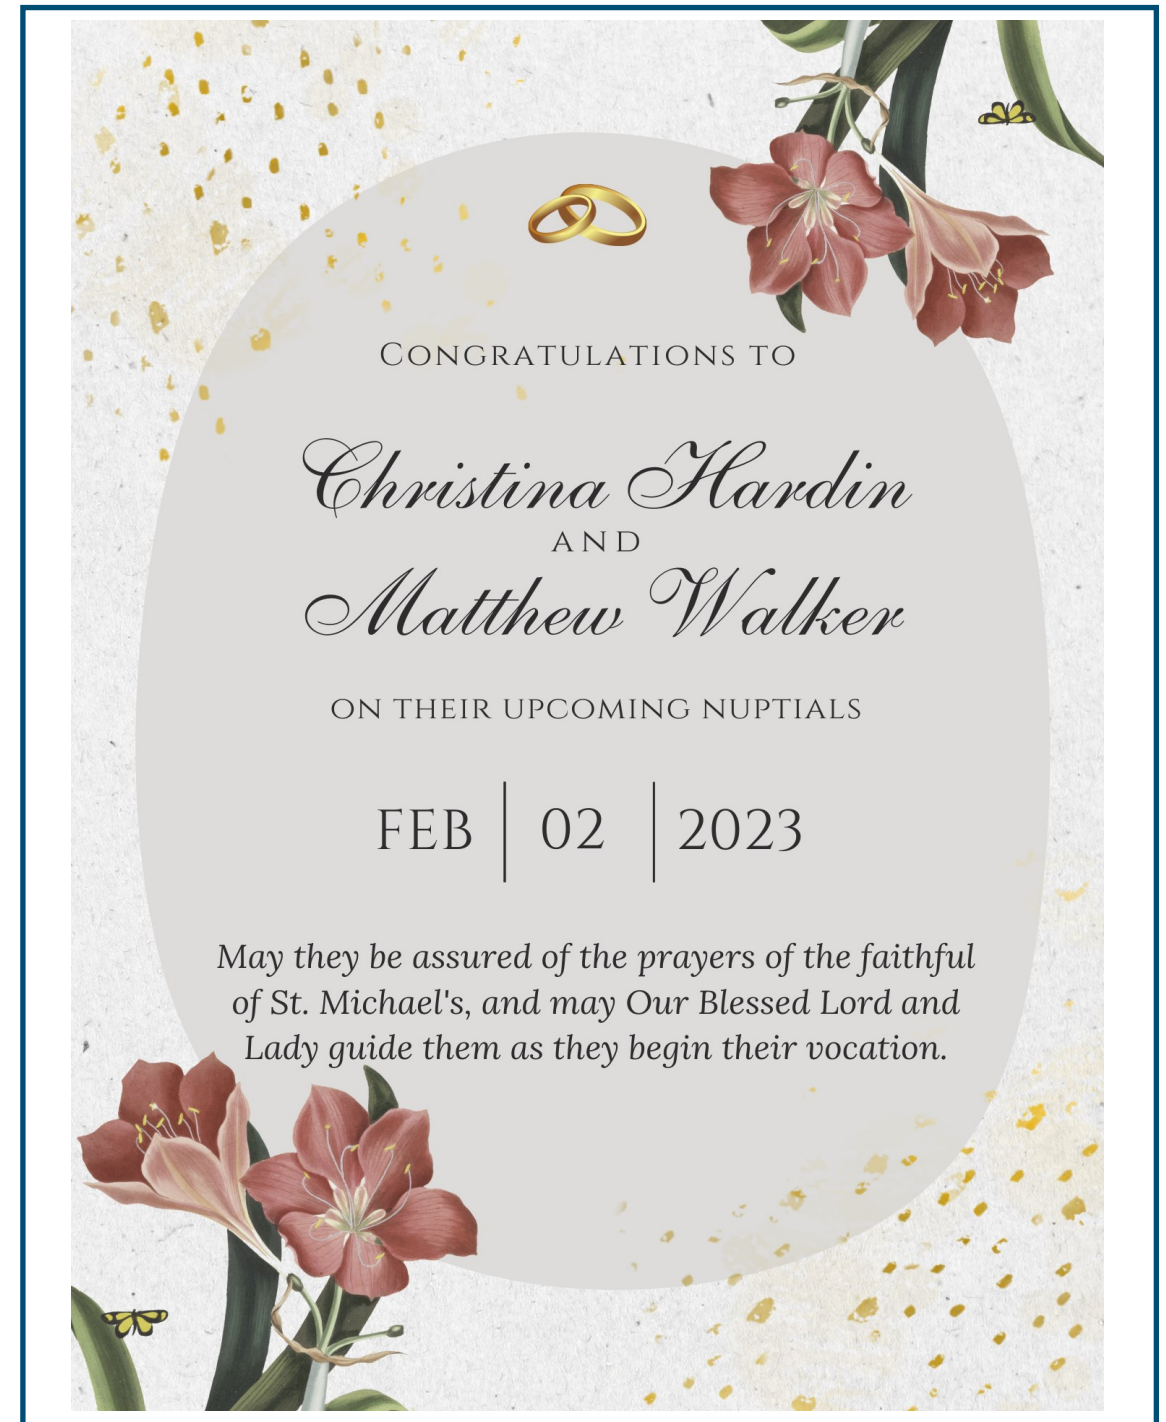 Congratulations to
Christina Hardin
and
Matthew Walker
on their upcoming nuptials
FEB | 02 | 2023
May they be assured of the prayers of the faithful
of St. Michael's, and may Our Blessed Lord and
Lady guide them as they begin their vocation.